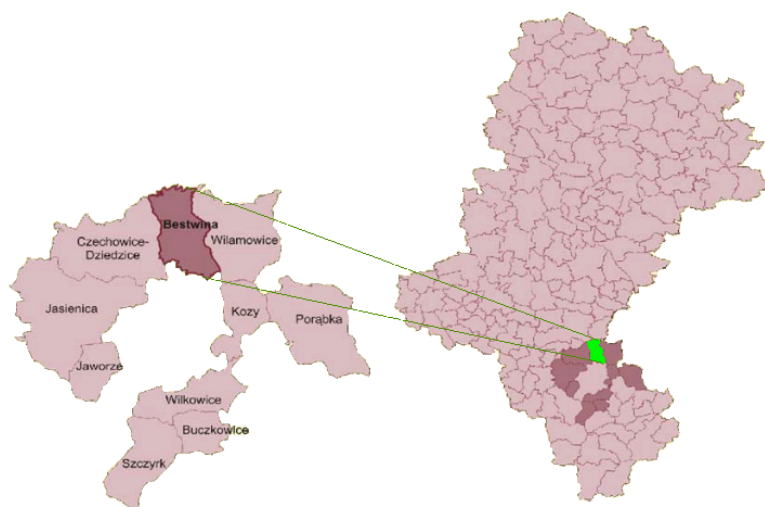 Bestwina
Czechowice-
Dziedzice
Wilamowice
Jasienica
Kozy
Porąbka
Jaworze
Wilkowice
Buczkowice
Szczyrk